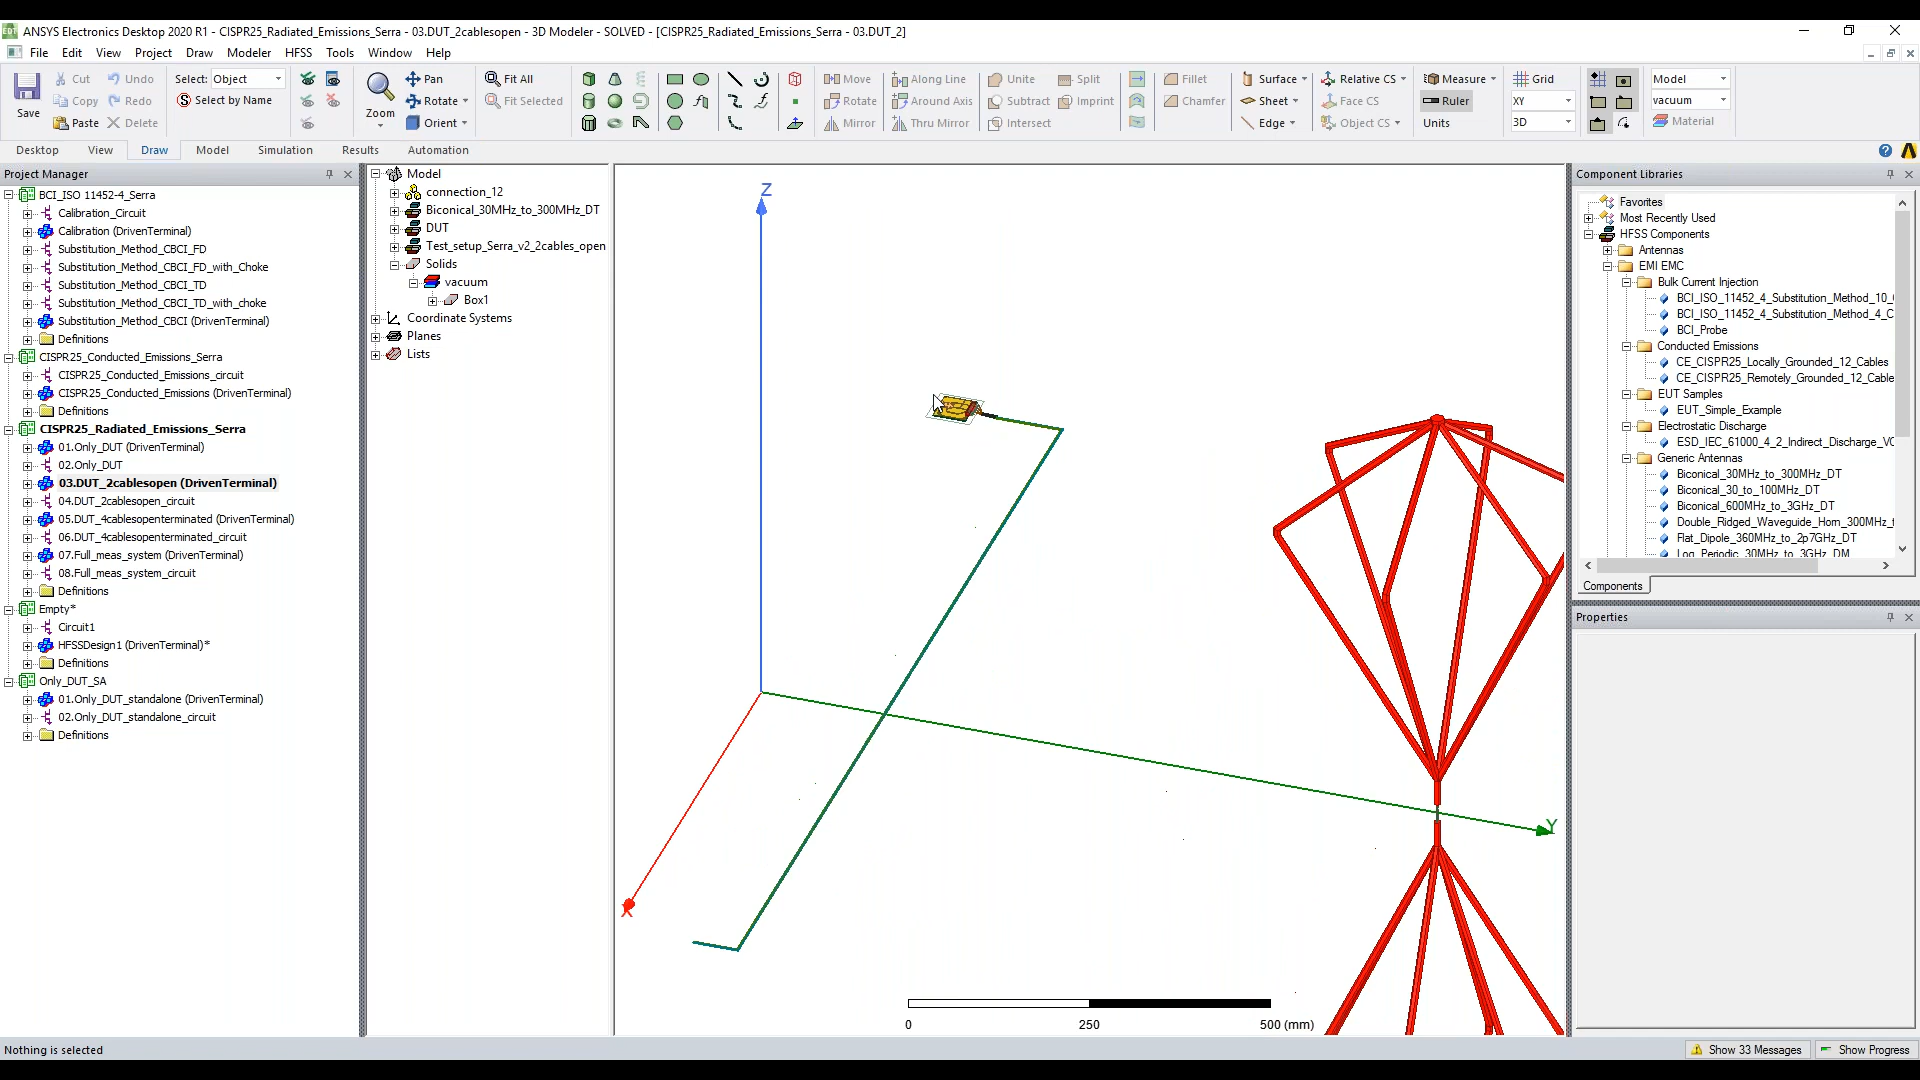 ANSYS Electronics Desktop 2020 R1 - CISPR25_Radiated_Emissions_Serra - 03.DUT_2cablesopen - 3D Modeler - SOLVED - [CISPR25_Radiated_Emissions_Serra - 03.DUT_2]
File Edit View Project Draw Modeler HFSS Tools Window Help
Save
Cut
Copy
Paste
Undo
Redo
Delete
Select: Object
Select by Name
Zoom
Pan
Rotate
Orient
Fit All
Fit Selected
Move
Rotate
Mirror
Along Line
Around Axis
Thru Mirror
Unite
Subtract
Intersect
Split
Imprint
Fillet
Chamfer
Surface
Sheet
Edge
Relative CS
Face CS
Object CS
Measure
Ruler
Units
Grid
XY
3D
Model
vacuum
Material
Desktop View Draw Model Simulation Results Automation
Project Manager
BCI_ISO 11452-4_Serra
Calibration_Circuit
Calibration (DrivenTerminal)
Substitution_Method_CBCI_FD
Substitution_Method_CBCI_FD_with_Choke
Substitution_Method_CBCI_TD
Substitution_Method_CBCI_TD_with_choke
Substitution_Method_CBCI (DrivenTerminal)
Definitions
CISPR25_Conducted_Emissions_Serra
CISPR25_Conducted_Emissions_circuit
CISPR25_Conducted_Emissions (DrivenTerminal)
Definitions
CISPR25_Radiated_Emissions_Serra
01.Only_DUT (DrivenTerminal)
02.Only_DUT
03.DUT_2cablesopen (DrivenTerminal)
04.DUT_2cablesopen_circuit
05.DUT_4cablesopenterminated (DrivenTerminal)
06.DUT_4cablesopenterminated_circuit
07.Full_meas_system (DrivenTerminal)
08.Full_meas_system_circuit
Definitions
Empty*
Circuit1
HFSSDesign1 (DrivenTerminal)*
Definitions
Only_DUT_SA
01.Only_DUT_standalone (DrivenTerminal)
02.Only_DUT_standalone_circuit
Definitions
Model
connection_12
Biconical_30MHz_to_300MHz_DT
DUT
Test_setup_Serra_v2_2cables_open
Solids
vacuum
Box1
Coordinate Systems
Planes
Lists
Z
Y
X
0 250 500 (mm)
Component Libraries
Favorites
Most Recently Used
HFSS Components
Antennas
EMI EMC
Bulk Current Injection
BCI_ISO_11452_4_Substitution_Method_10_
BCI_ISO_11452_4_Substitution_Method_4_C
BCI_Probe
Conducted Emissions
CE_CISPR25_Locally_Grounded_12_Cables
CE_CISPR25_Remotely_Grounded_12_Cable
EUT Samples
EUT_Simple_Example
Electrostatic Discharge
ESD_IEC_61000_4_2_Indirect_Discharge_VC
Generic Antennas
Biconical_30MHz_to_300MHz_DT
Biconical_30_to_100MHz_DT
Biconical_600MHz_to_3GHz_DT
Double_Ridged_Waveguide_Horn_300MHz_t
Flat_Dipole_360MHz_to_2p7GHz_DT
Log_Periodic_30MHz_to_3GHz_DM
Components
Properties
Nothing is selected
Show 33 Messages
Show Progress